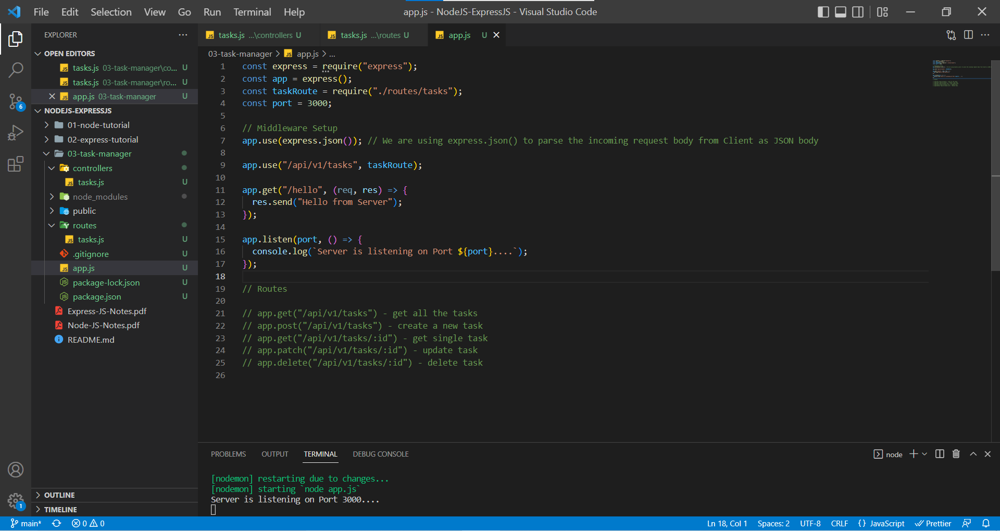 File Edit Selection View Go Run Terminal Help
app.js - NodeJS-ExpressJS - Visual Studio Code
EXPLORER
OPEN EDITORS
tasks.js 03-task-manager\co... U
tasks.js 03-task-manager\ro... U
app.js 03-task-manager U
NODEJS-EXPRESSJS
01-node-tutorial
02-express-tutorial
03-task-manager
controllers
tasks.js U
node_modules
public
routes
tasks.js U
.gitignore U
app.js U
package-lock.json U
package.json U
Express-JS-Notes.pdf
Node-JS-Notes.pdf
README.md
OUTLINE
TIMELINE
6
1
tasks.js ...\controllers U
tasks.js ...\routes U
app.js U
03-task-manager > app.js > ...
1 const express = require("express");
2 const app = express();
3 const taskRoute = require("./routes/tasks");
4 const port = 3000;
5
6 // Middleware Setup
7 app.use(express.json()); // We are using express.json() to parse the incoming request body from Client as JSON body
8
9 app.use("/api/v1/tasks", taskRoute);
10
11 app.get("/hello", (req, res) => {
12 res.send("Hello from Server");
13 });
14
15 app.listen(port, () => {
16 console.log(`Server is listening on Port ${port}....`);
17 });
18
19 // Routes
20
21 // app.get("/api/v1/tasks") - get all the tasks
22 // app.post("/api/v1/tasks") - create a new task
23 // app.get("/api/v1/tasks/:id") - get single task
24 // app.patch("/api/v1/tasks/:id") - update task
25 // app.delete("/api/v1/tasks/:id") - delete task
26
PROBLEMS OUTPUT TERMINAL DEBUG CONSOLE
node
[nodemon] restarting due to changes...
[nodemon] starting `node app.js`
Server is listening on Port 3000....
main* 0 0
Ln 18, Col 1 Spaces: 2 UTF-8 CRLF {} JavaScript Prettier